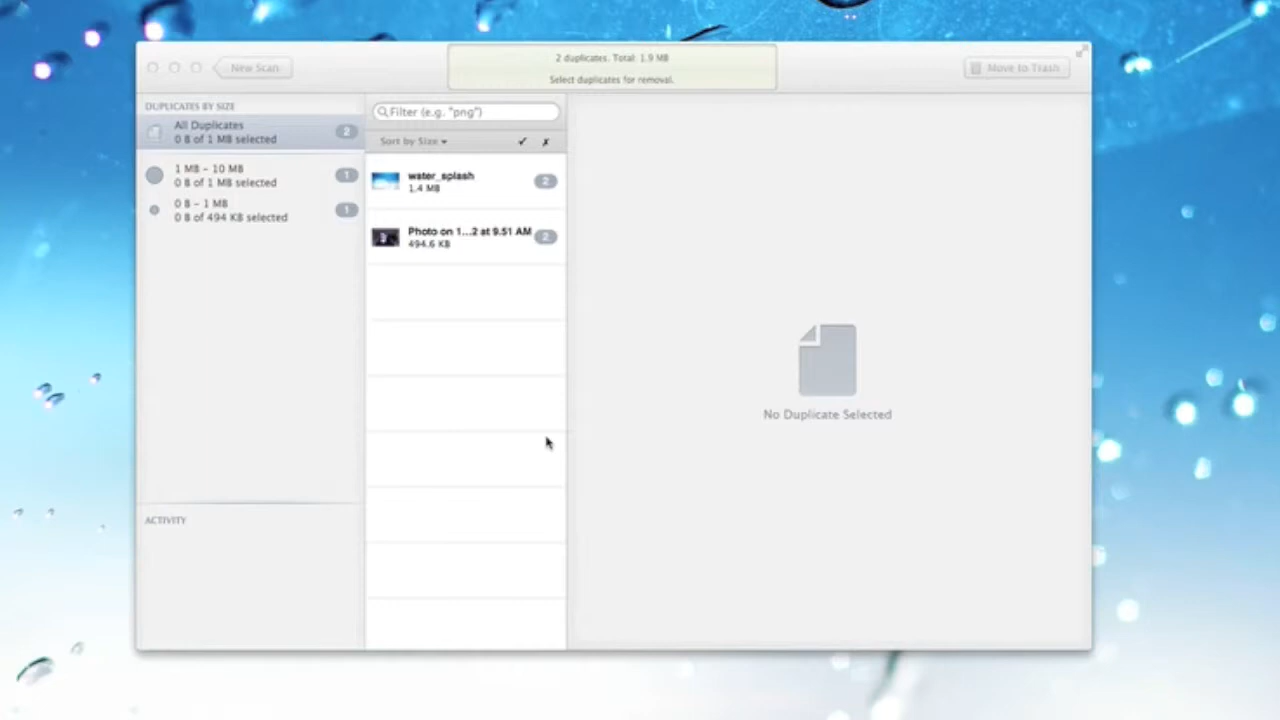 New Scan
2 duplicates. Total: 1.9 MB
Select duplicates for removal.
Move to Trash
DUPLICATES BY SIZE
All Duplicates
0 B of 1 MB selected
2
1 MB - 10 MB
0 B of 1 MB selected
1
0 B - 1 MB
0 B of 494 KB selected
1
ACTIVITY
Filter (e.g. "png")
Sort by Size
water_splash
1.4 MB
2
Photo on 1...2 at 9.51 AM
494.6 KB
2
No Duplicate Selected